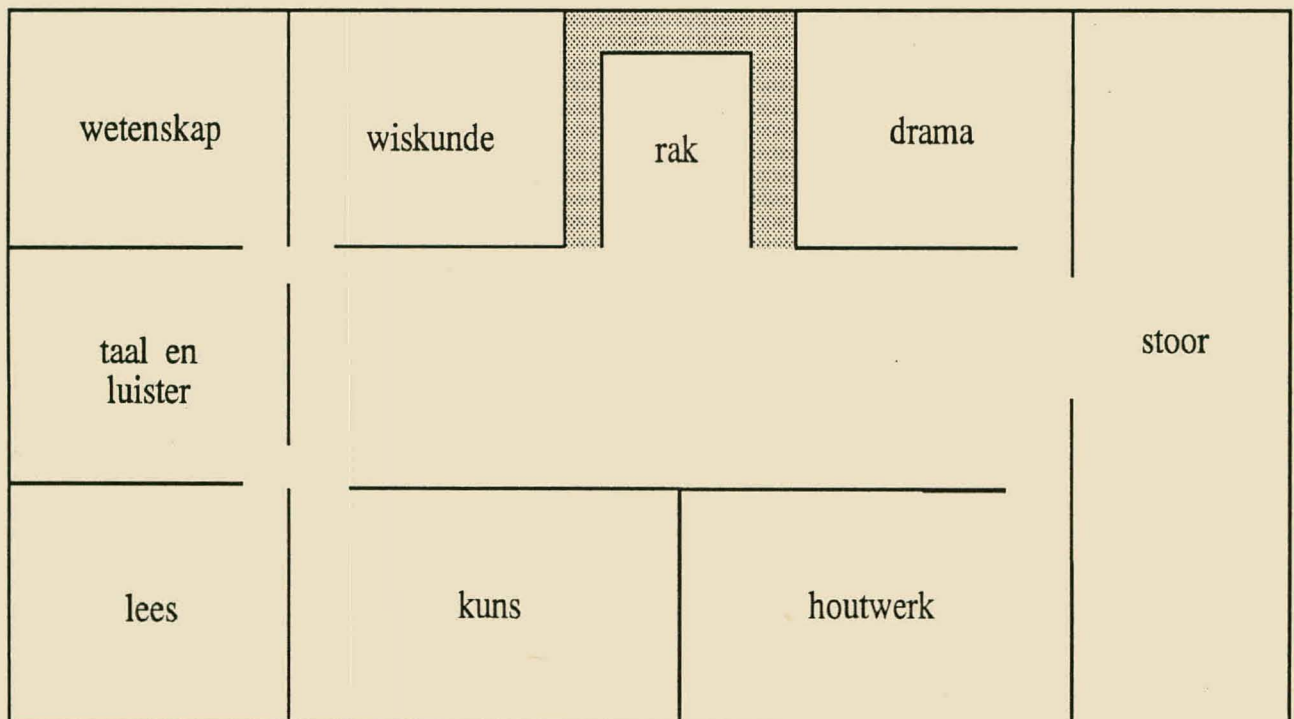 wetenskap
wiskunde
rak
drama
taal en
luister
stoor
lees
kuns
houtwerk